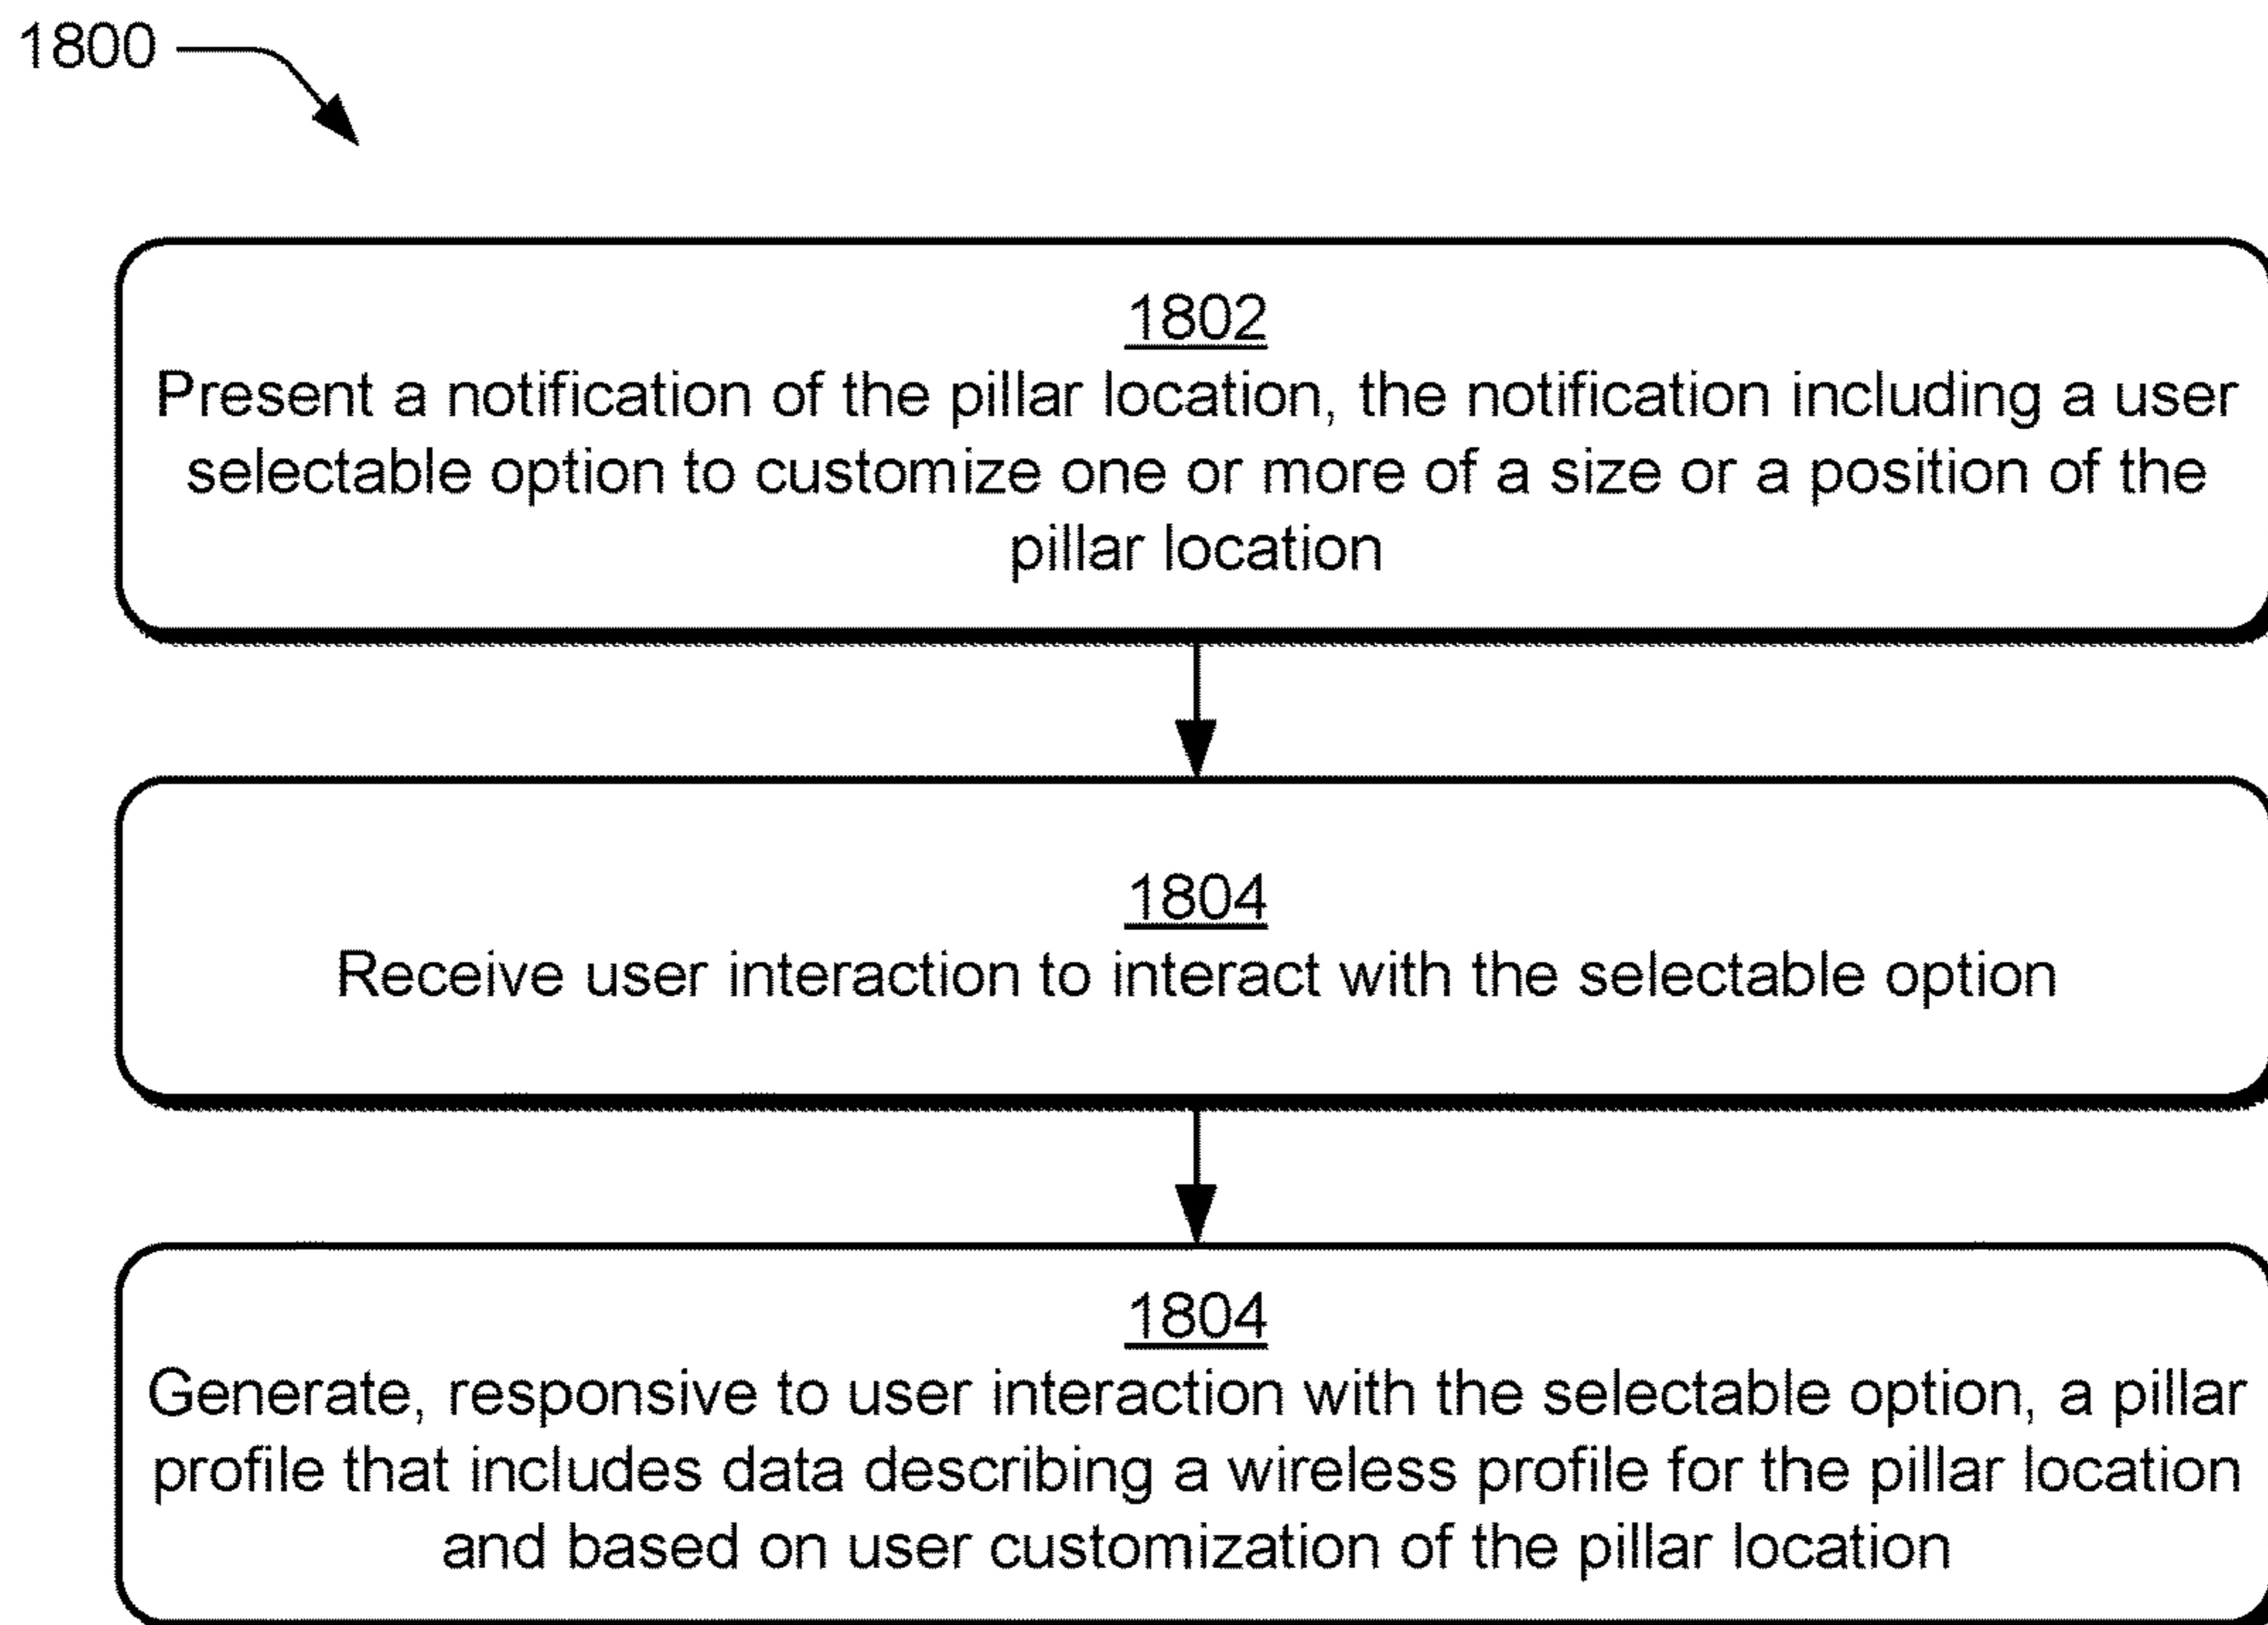 1800
1802
Present a notification of the pillar location, the notification including a user
selectable option to customize one or more of a size or a position of the
pillar location
1804
Receive user interaction to interact with the selectable option
1804
Generate, responsive to user interaction with the selectable option, a pillar
profile that includes data describing a wireless profile for the pillar location
and based on user customization of the pillar location